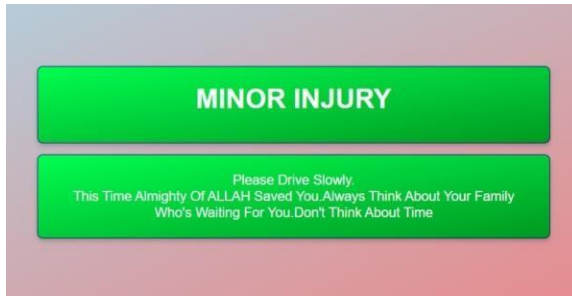 MINOR INJURY
Please Drive Slowly.
This Time Almighty Of ALLAH Saved You.Always Think About Your Family
Who's Waiting For You.Don't Think About Time